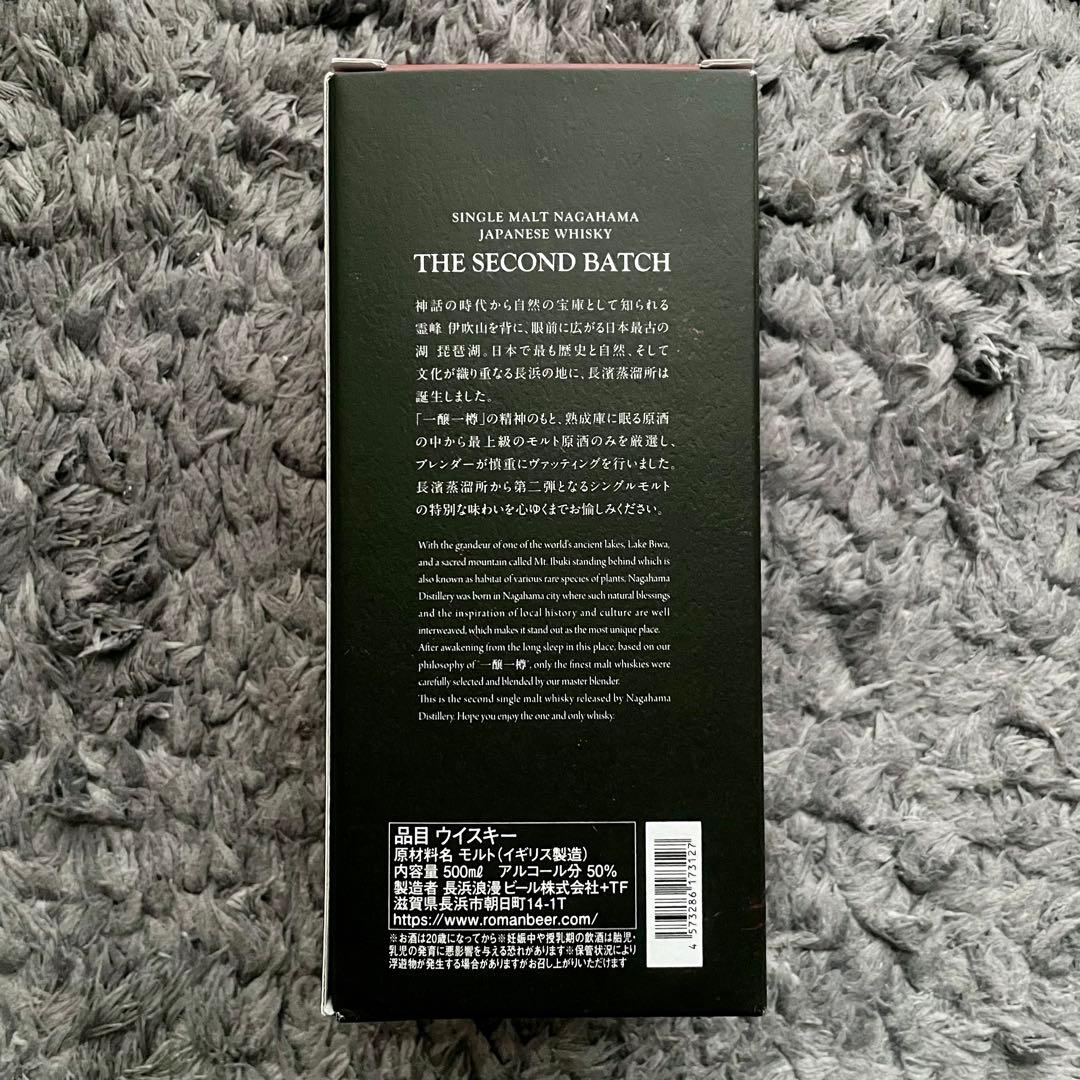 SINGLE MALT NAGAHAMA
JAPANESE WHISKY
THE SECOND BATCH
神話の時代から自然の宝庫として知られる
霊峰 伊吹山を背に、眼前に広がる日本最古の
湖 琵琶湖。日本で最も歴史と自然、そして
文化が織り重なる長浜の地に、長濱蒸溜所は
誕生しました。
「一醸一樽」の精神のもと、熟成庫に眠る原酒
の中から最上級のモルト原酒のみを厳選し、
ブレンダーが慎重にヴァッティングを行いました。
長濱蒸溜所から第二弾となるシングルモルト
の特別な味わいを心ゆくまでお愉しみください。
With the grandeur of one of the world's ancient lakes, Lake Biwa,
and a sacred mountain called Mt. Ibuki standing behind which is
also known as habitat of various rare species of plants, Nagahama
Distillery was born in Nagahama city where such natural blessings
and the inspiration of local history and culture are well
interweaved, which makes it stand out as the most unique place.
After awakening from the long sleep in this place, based on our
philosophy of "一醸一樽", only the finest malt whiskies were
carefully selected and blended by our master blender.
This is the second single malt whisky released by Nagahama
Distillery. Hope you enjoy the one and only whisky.
品目 ウイスキー
原材料名 モルト(イギリス製造)
内容量 500mℓ アルコール分 50%
製造者 長浜浪漫ビール株式会社+TF
滋賀県長浜市朝日町14-1T
https://www.romanbeer.com/
※お酒は20歳になってから※妊娠中や授乳期の飲酒は胎児・
乳児の発育に悪影響を与える恐れがあります※保管状況により
浮遊物が発生する場合がありますがお召し上がりいただけます
4 573286 173127